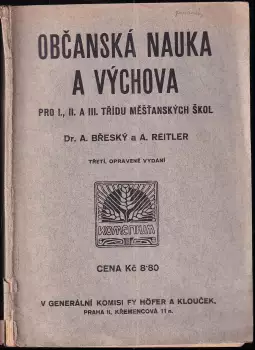 OBČANSKÁ NAUKA
A VÝCHOVA
PRO I., II. A III. TŘÍDU MĚŠŤANSKÝCH ŠKOL
Dr. A. BŘESKÝ a A. REITLER
TŘETÍ, OPRAVENÉ VYDÁNÍ
KOMENIUM
CENA Kč 8·80
V GENERÁLNÍ KOMISI FY HÖFER A KLOUČEK,
PRAHA II, KŘEMENCOVÁ 11 n.